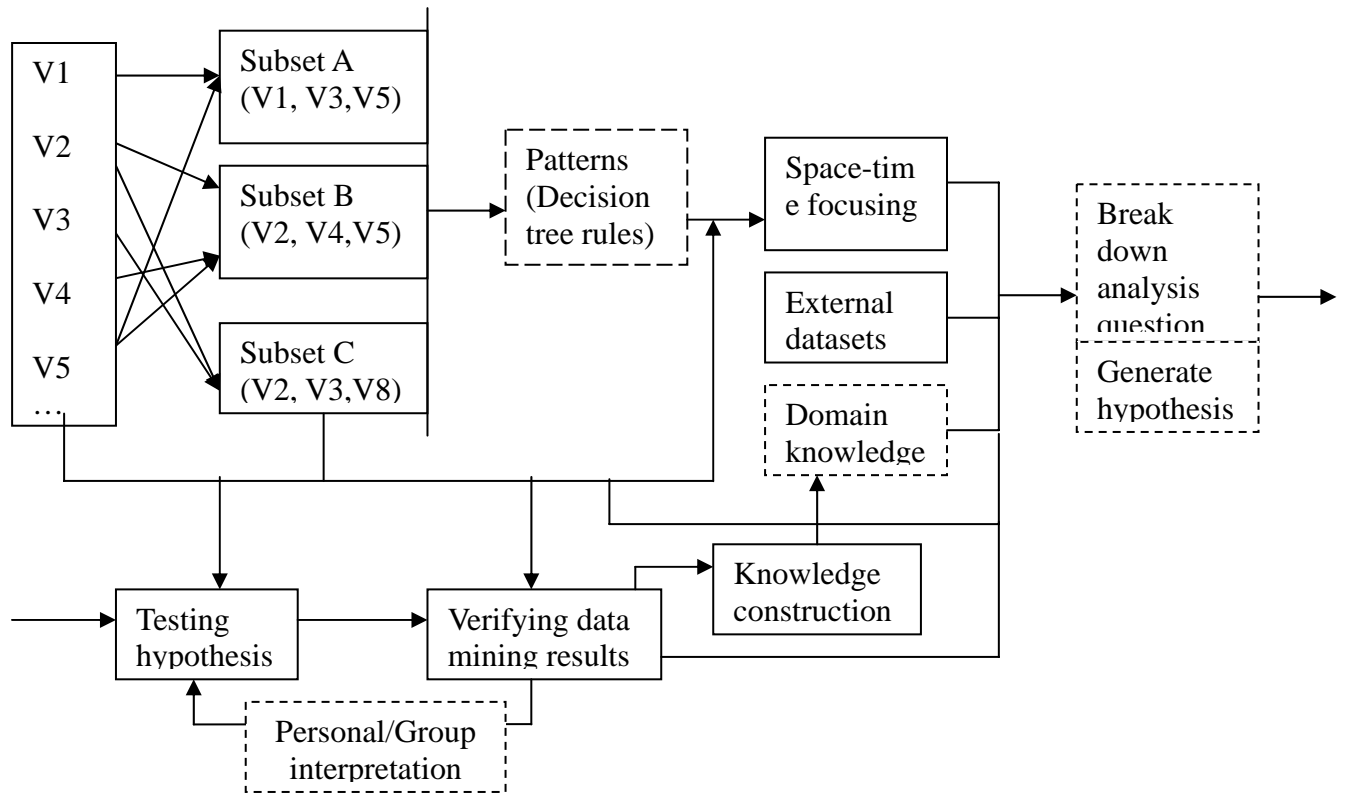 V1
V2
V3
V4
V5
…
Subset A
(V1, V3,V5)
Subset B
(V2, V4,V5)
Subset C
(V2, V3,V8)
Patterns
(Decision
tree rules)
Space-tim
e focusing
External
datasets
Domain
knowledge
Break
down
analysis
question
Generate
hypothesis
Testing
hypothesis
Verifying data
mining results
Knowledge
construction
Personal/Group
interpretation